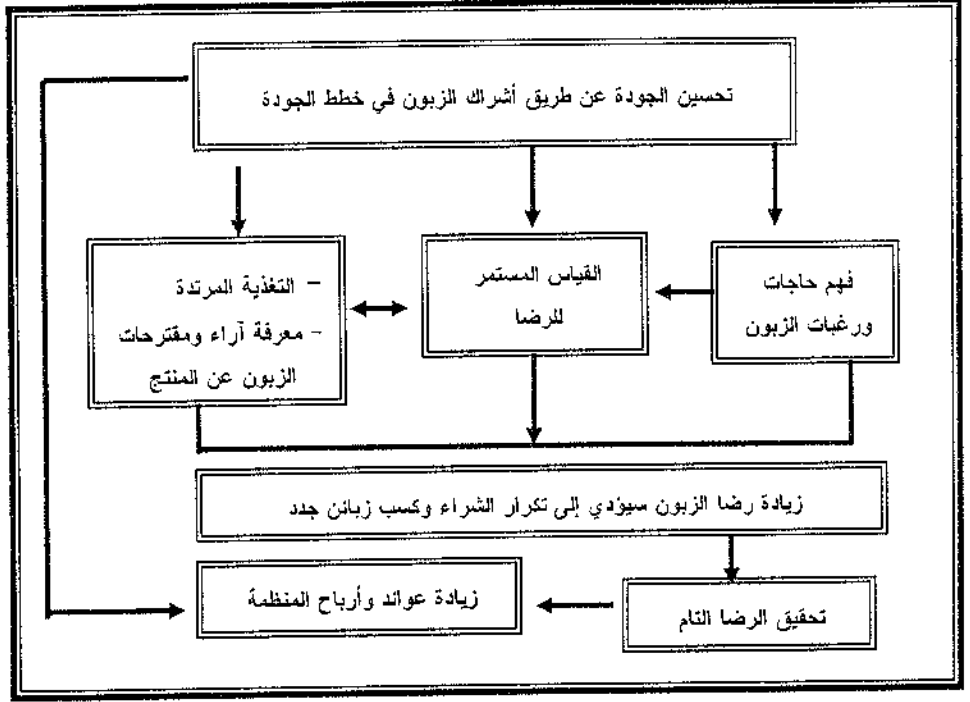 تحسين الجودة عن طريق أشراك الزبون في خطط الجودة
فهم حاجات
ورغبات الزبون
القياس المستمر
للرضا
– التغذية المرتدة
– معرفة آراء ومقترحات
الزبون عن المنتج
زيادة رضا الزبون سيؤدي إلى تكرار الشراء وكسب زبائن جدد
تحقيق الرضا التام
زيادة عوائد وأرباح المنظمة